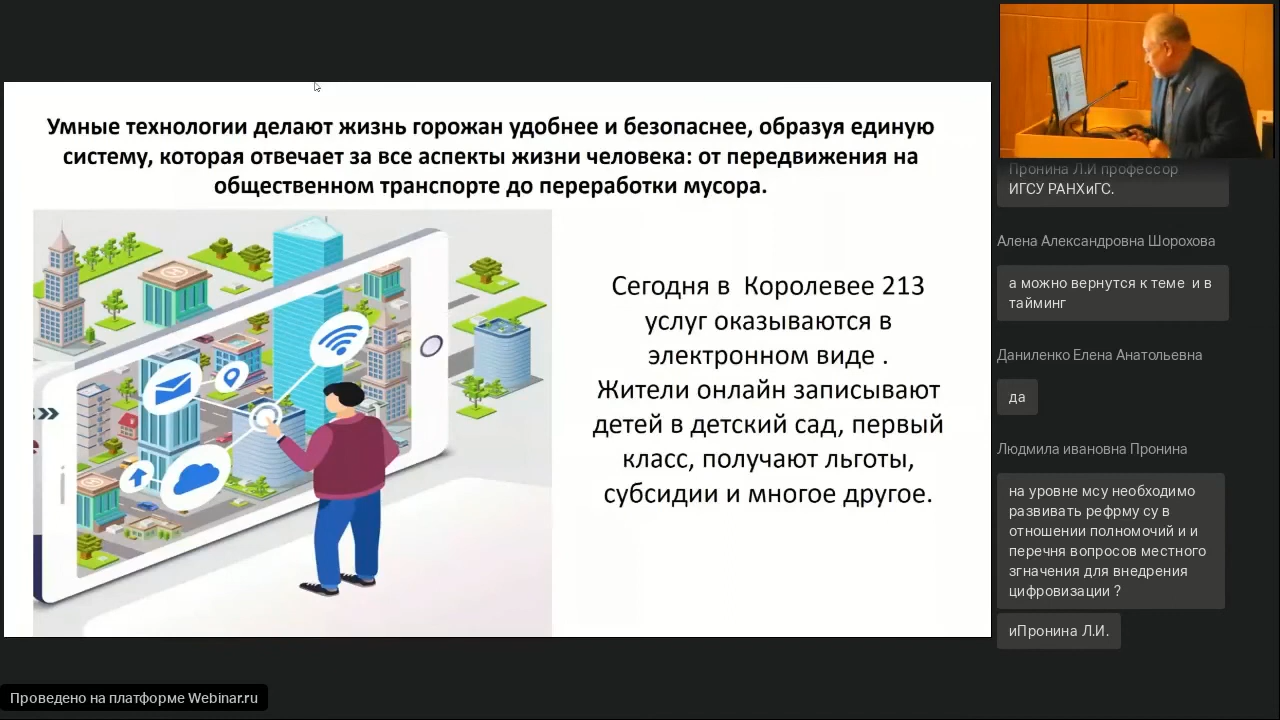 Умные технологии делают жизнь горожан удобнее и безопаснее, образуя единую
систему, которая отвечает за все аспекты жизни человека: от передвижения на
общественном транспорте до переработки мусора.
Сегодня в  Королевее 213
услуг оказываются в
электронном виде .
Жители онлайн записывают
детей в детский сад, первый
класс, получают льготы,
субсидии и многое другое.
Пронина Л.И профессор
ИГСУ РАНХиГС.
Алена Александровна Шорохова
а можно вернутся к теме  и в
тайминг
Даниленко Елена Анатольевна
да
Людмила ивановна Пронина
на уровне мсу необходимо
развивать рефрму су в
отношении полномочий и и
перечня вопросов местного
згначения для внедрения
цифровизации ?
иПронина Л.И.
Проведено на платформе Webinar.ru